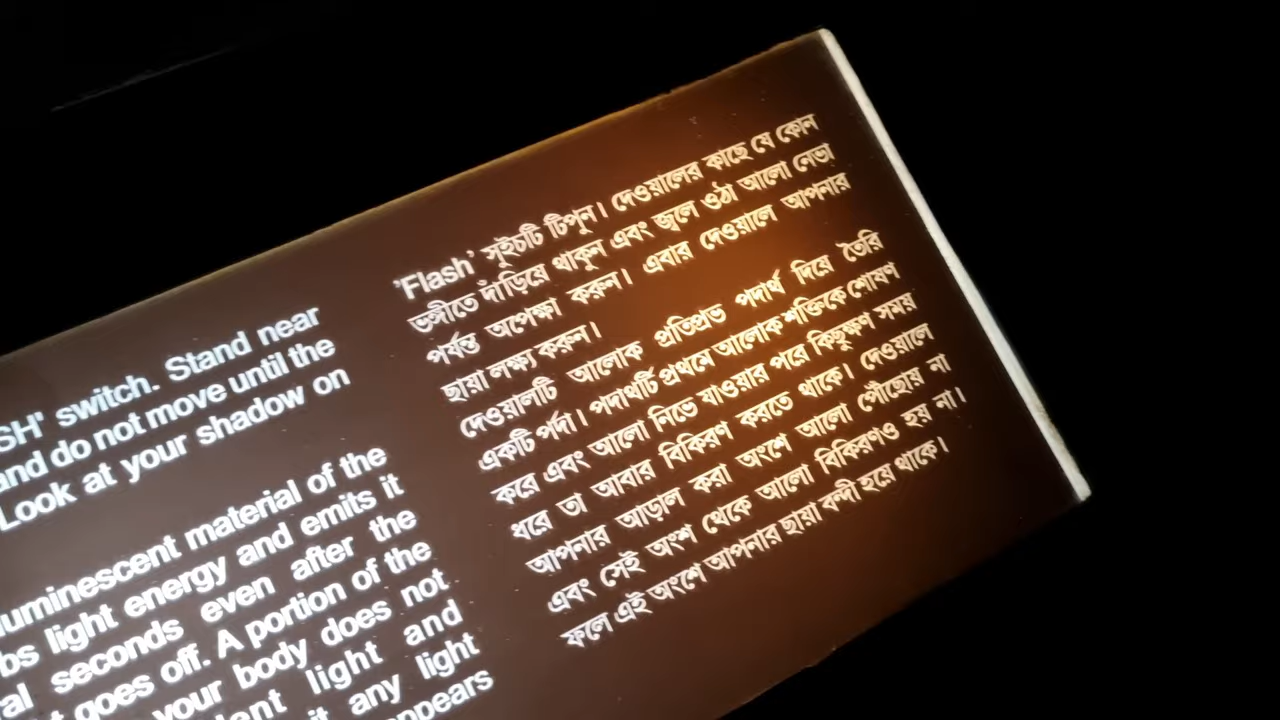 SH' switch. Stand near
and do not move until the
Look at your shadow on
luminescent material of the
bs light energy and emits it
al seconds even after the
t goes off. A portion of the
your body does not
light and
it any light
appears
'Flash' সুইচটি টিপুন। দেওয়ালের কাছে যে কোন
ভঙ্গীতে দাঁড়িয়ে থাকুন এবং জ্বলে ওঠা আলো নেভা
পর্যন্ত অপেক্ষা করুন। এবার দেওয়ালে আপনার
ছায়া লক্ষ্য করুন।
দেওয়ালটি আলোক প্রতিপ্রভ পদার্থ দিয়ে তৈরি
একটি পর্দা। পদার্থটি প্রথমে আলোক শক্তিকে শোষণ
করে এবং আলো নিভে যাওয়ার পরে কিছুক্ষণ সময়
ধরে তা আবার বিকিরণ করতে থাকে। দেওয়ালে
আপনার আড়াল করা অংশে আলো পৌঁছোয় না
এবং সেই অংশ থেকে আলো বিকিরণও হয় না।
ফলে এই অংশে আপনার ছায়া বন্দী হয়ে থাকে।